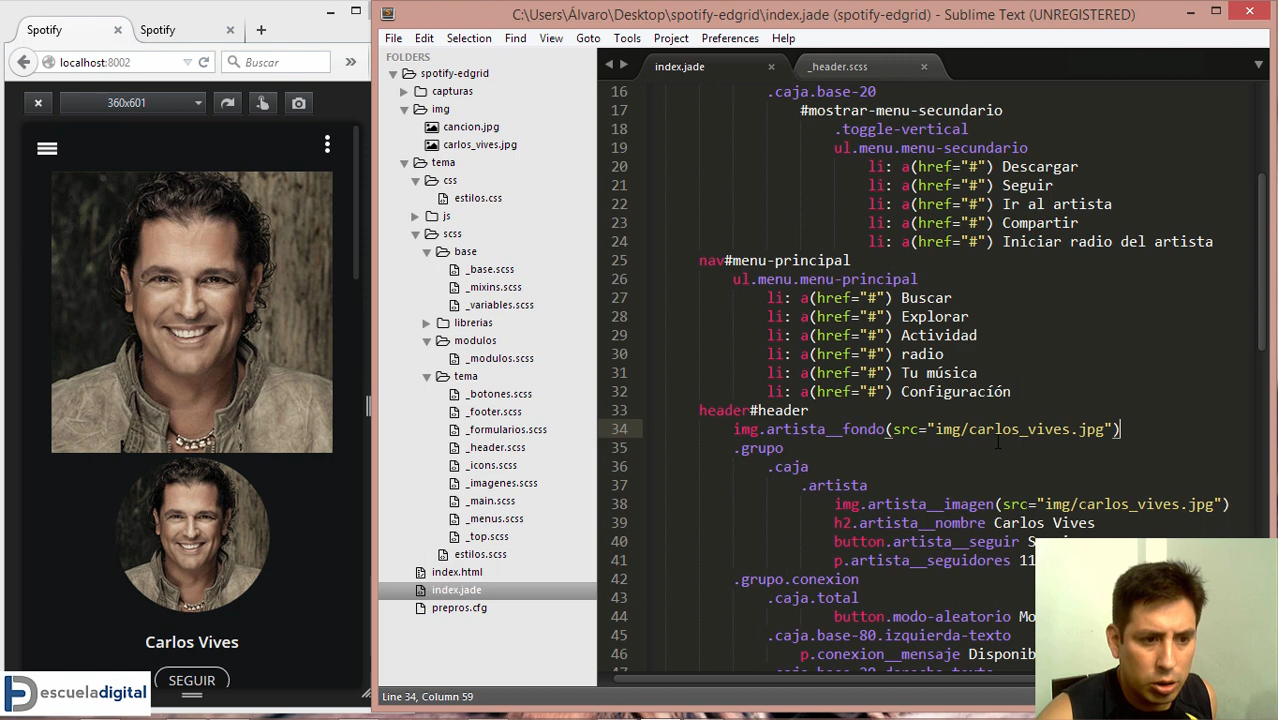 Spotify
Spotify
localhost:8002
Buscar
360x601
Carlos Vives
SEGUIR
escueladigital
C:\Users\Álvaro\Desktop\spotify-edgrid\index.jade (spotify-edgrid) - Sublime Text (UNREGISTERED)
File Edit Selection Find View Goto Tools Project Preferences Help
FOLDERS
spotify-edgrid
capturas
img
cancion.jpg
carlos_vives.jpg
tema
css
estilos.css
js
scss
base
_base.scss
_mixins.scss
_variables.scss
librerias
modulos
_modulos.scss
tema
_botones.scss
_footer.scss
_formularios.scss
_header.scss
_icons.scss
_imagenes.scss
_main.scss
_menus.scss
_top.scss
estilos.scss
index.html
index.jade
prepros.cfg
index.jade
_header.scss
16 .caja.base-20
17 #mostrar-menu-secundario
18 .toggle-vertical
19 ul.menu.menu-secundario
20 li: a(href="#") Descargar
21 li: a(href="#") Seguir
22 li: a(href="#") Ir al artista
23 li: a(href="#") Compartir
24 li: a(href="#") Iniciar radio del artista
25 nav#menu-principal
26 ul.menu.menu-principal
27 li: a(href="#") Buscar
28 li: a(href="#") Explorar
29 li: a(href="#") Actividad
30 li: a(href="#") radio
31 li: a(href="#") Tu música
32 li: a(href="#") Configuracíón
33 header#header
34 img.artista__fondo(src="img/carlos_vives.jpg")
35 .grupo
36 .caja
37 .artista
38 img.artista__imagen(src="img/carlos_vives.jpg")
39 h2.artista__nombre Carlos Vives
40 button.artista__seguir S
41 p.artista__seguidores 11
42 .grupo.conexion
43 .caja.total
44 button.modo-aleatorio Mo
45 .caja.base-80.izquierda-texto
46 p.conexion__mensaje Disponib
Line 34, Column 59